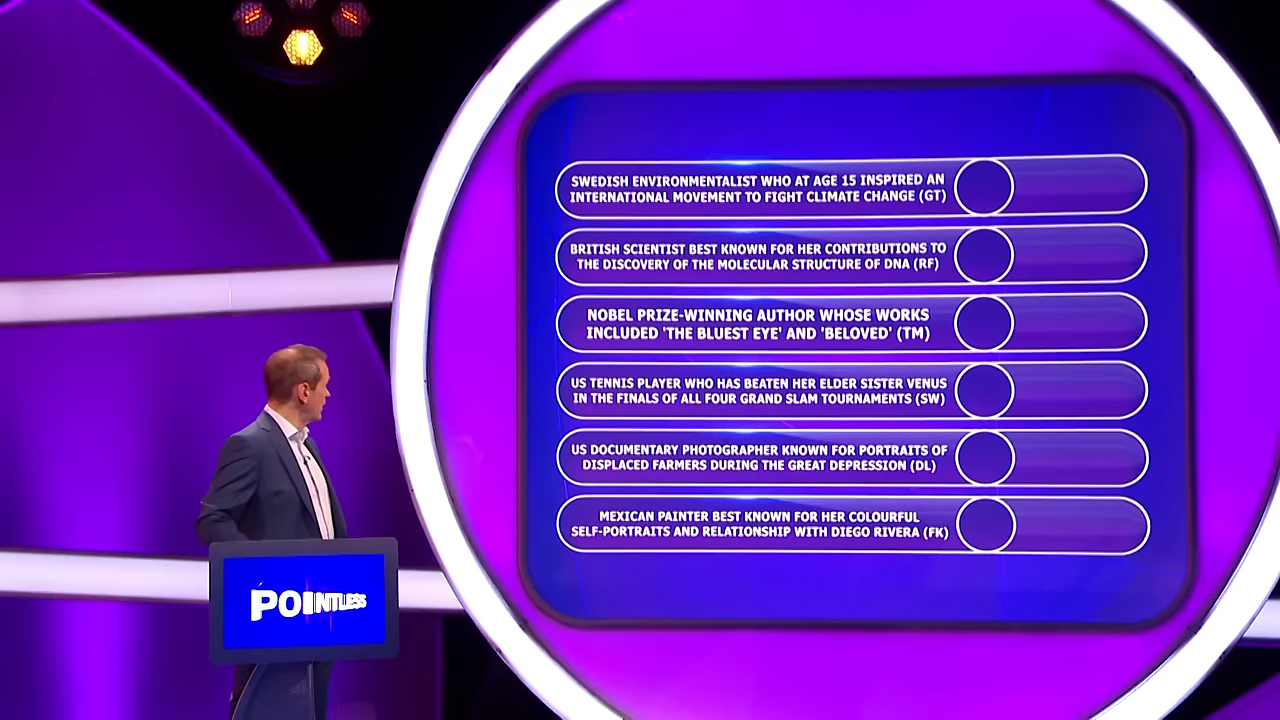 SWEDISH ENVIRONMENTALIST WHO AT AGE 15 INSPIRED AN
INTERNATIONAL MOVEMENT TO FIGHT CLIMATE CHANGE (GT)
BRITISH SCIENTIST BEST KNOWN FOR HER CONTRIBUTIONS TO
THE DISCOVERY OF THE MOLECULAR STRUCTURE OF DNA (RF)
NOBEL PRIZE-WINNING AUTHOR WHOSE WORKS
INCLUDED 'THE BLUEST EYE' AND 'BELOVED' (TM)
US TENNIS PLAYER WHO HAS BEATEN HER ELDER SISTER VENUS
IN THE FINALS OF ALL FOUR GRAND SLAM TOURNAMENTS (SW)
US DOCUMENTARY PHOTOGRAPHER KNOWN FOR PORTRAITS OF
DISPLACED FARMERS DURING THE GREAT DEPRESSION (DL)
MEXICAN PAINTER BEST KNOWN FOR HER COLOURFUL
SELF-PORTRAITS AND RELATIONSHIP WITH DIEGO RIVERA (FK)
POINTLESS